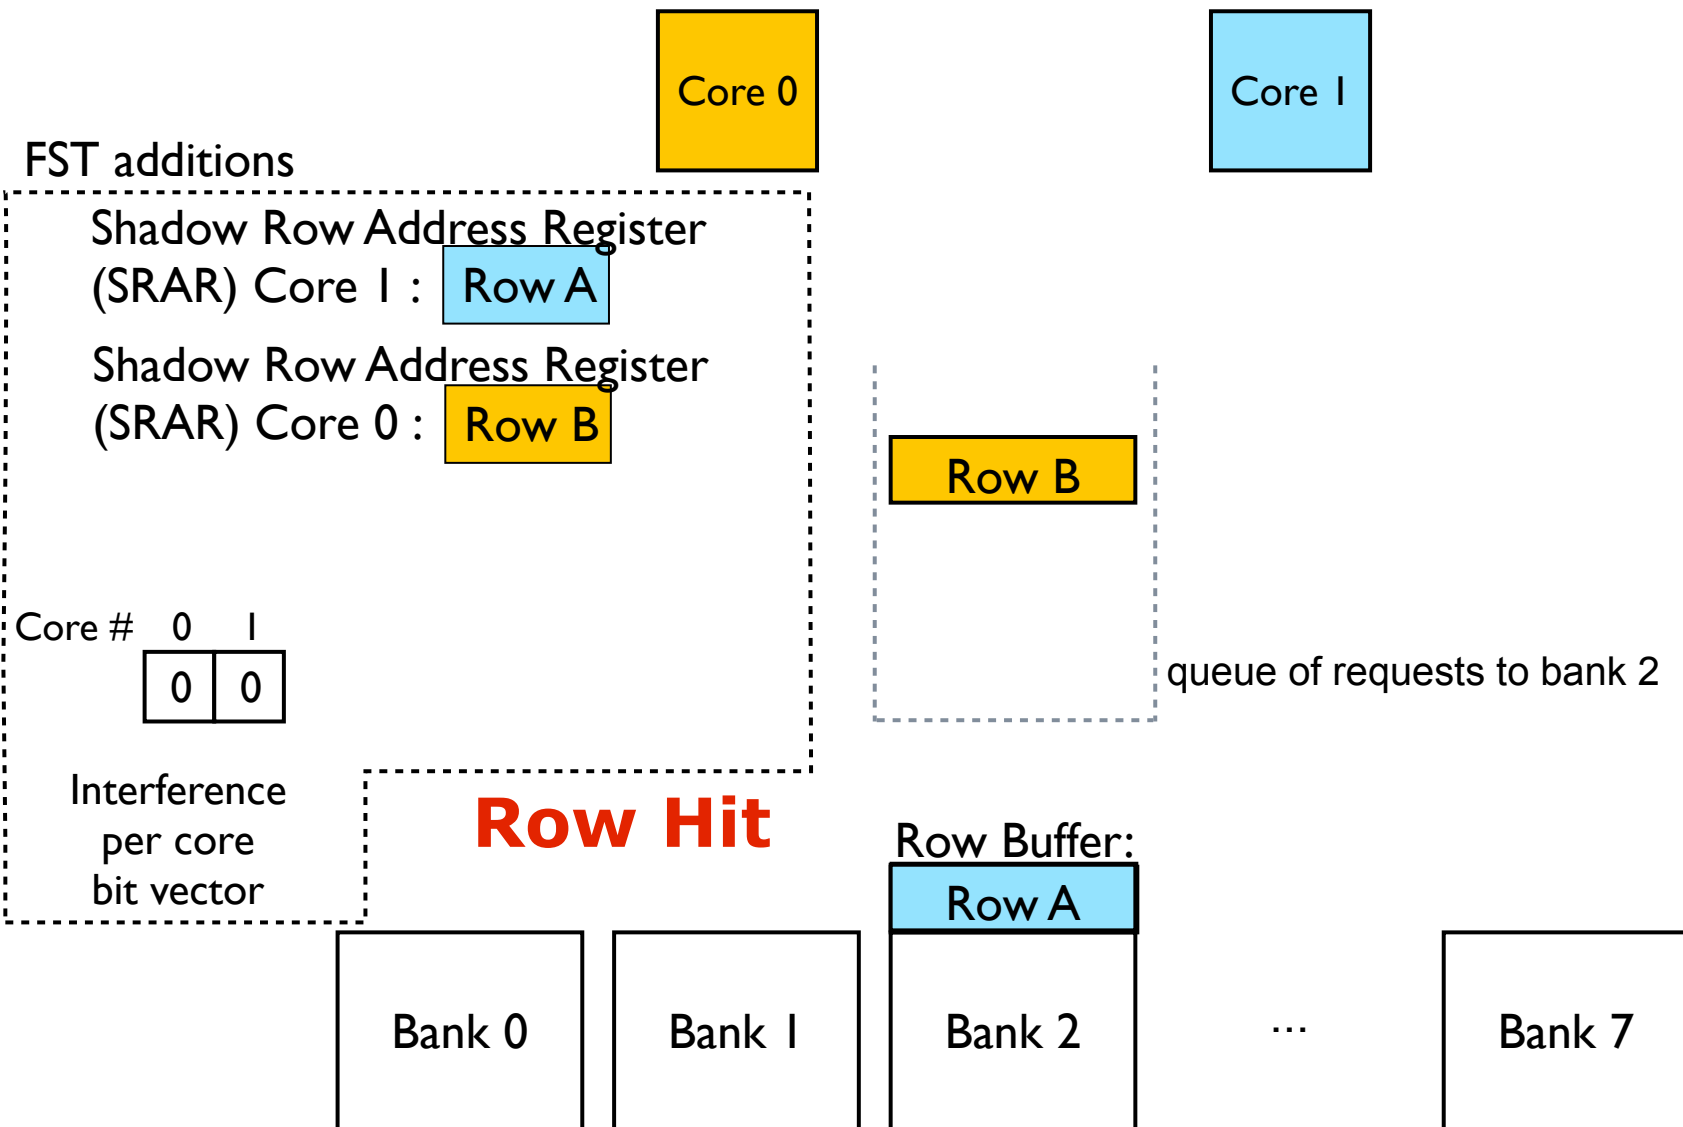 Core 0
Core 1
FST additions
Shadow Row Address Register
(SRAR) Core 1 : Row A
Shadow Row Address Register
(SRAR) Core 0 : Row B
Row B
Core # 0 1
0 0
queue of requests to bank 2
Interference
per core
bit vector
Row Hit
Row Buffer:
Row A
Bank 0
Bank 1
Bank 2
...
Bank 7